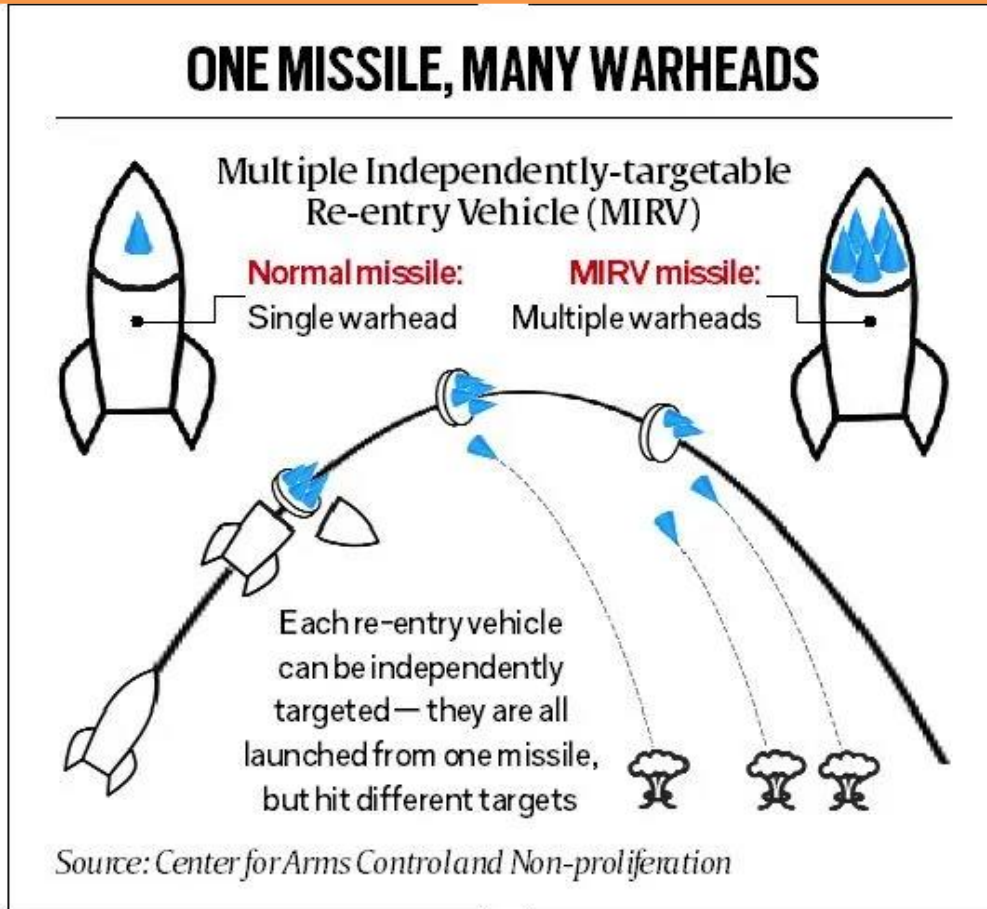 ONE MISSILE, MANY WARHEADS
Multiple Independently-targetable
Re-entry Vehicle (MIRV)
Normal missile:
Single warhead
MIRV missile:
Multiple warheads
Each re-entry vehicle
can be independently
targeted — they are all
launched from one missile,
but hit different targets
Source: Center for Arms Control and Non-proliferation